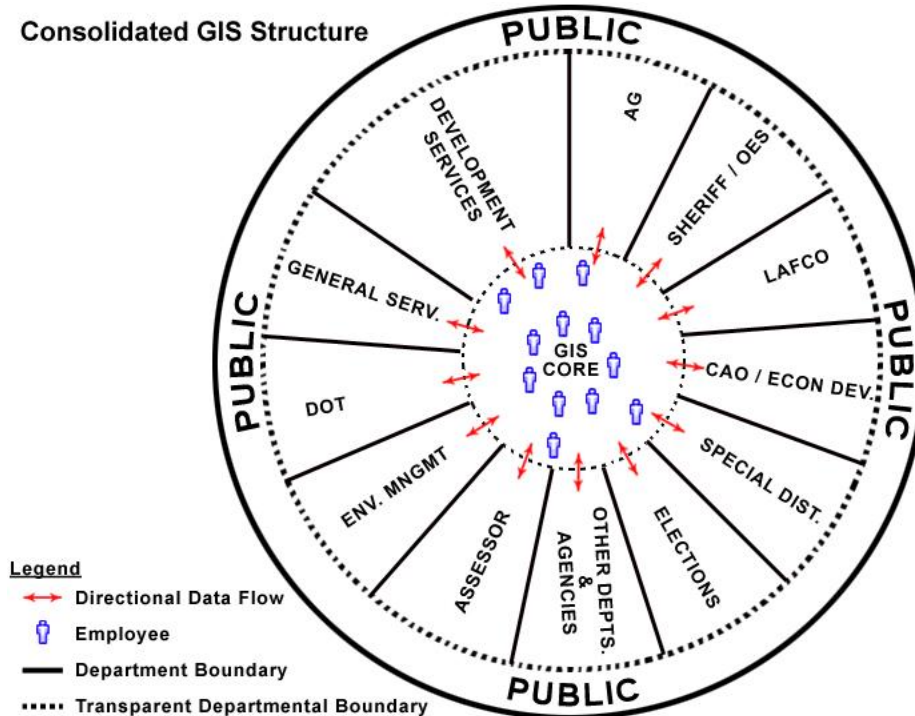 Consolidated GIS Structure
PUBLIC
AG
SHERIFF / OES
LAFCO
PUBLIC
CAO / ECON DEV.
SPECIAL DIST.
ELECTIONS
OTHER DEPTS.
&
AGENCIES
ASSESSOR
ENV. MNGMT
DOT
GENERAL SERV.
DEVELOPMENT
SERVICES
PUBLIC
GIS
CORE
PUBLIC
Legend
Directional Data Flow
Employee
Department Boundary
Transparent Departmental Boundary